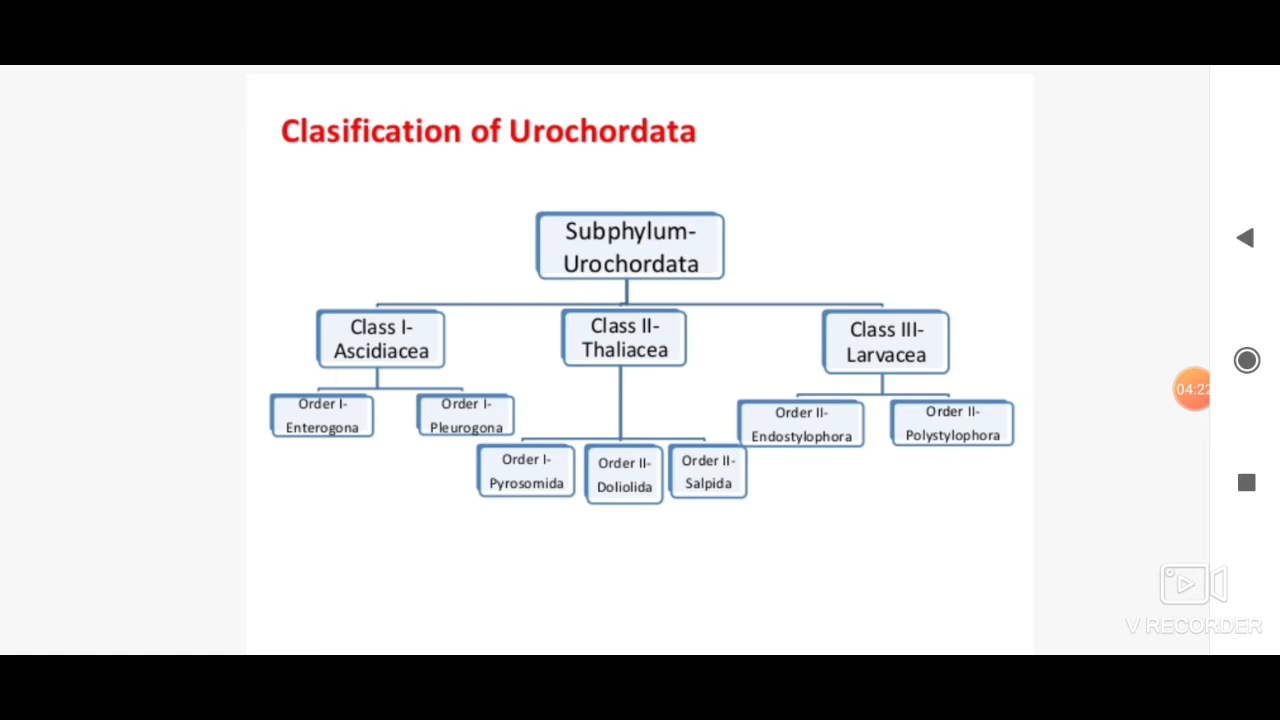 Clasification of Urochordata
Subphylum-
Urochordata
Class I-
Ascidiacea
Class II-
Thaliacea
Class III-
Larvacea
Order I-
Enterogona
Order I-
Pleurogona
Order I-
Pyrosomida
Order II-
Doliolida
Order II-
Salpida
Order II-
Endostylophora
Order II-
Polystylophora
04:22
V RECORDER